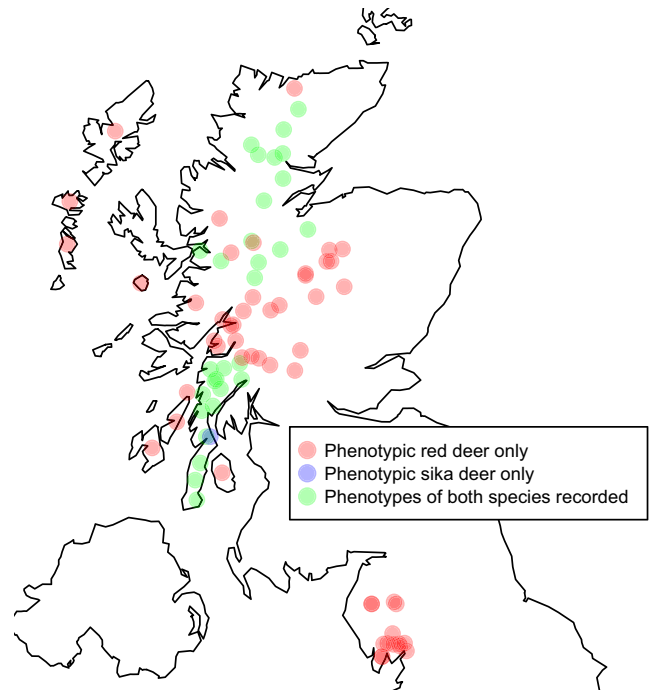 Phenotypic red deer only
Phenotypic sika deer only
Phenotypes of both species recorded